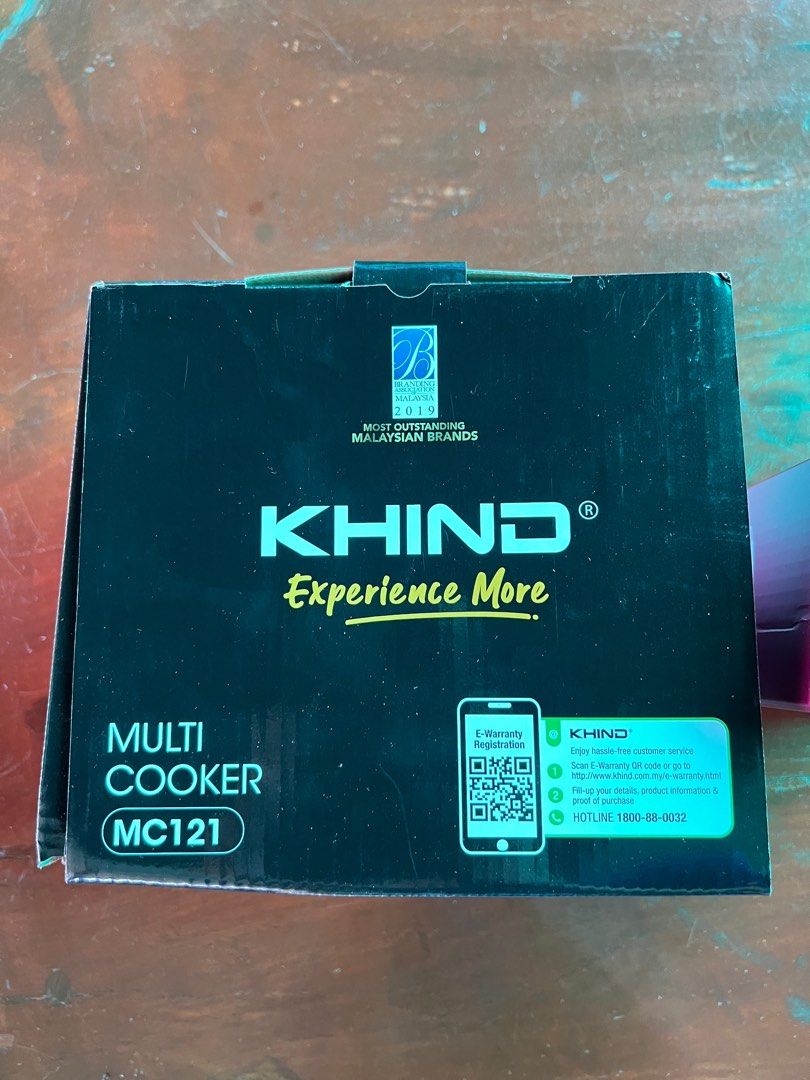 B
BRANDING
ASSOCIATION
MALAYSIA
2019
MOST OUTSTANDING
MALAYSIAN BRANDS
KHIND®
Experience More
MULTI
COOKER
MC121
E-Warranty
Registration
KHIND®
Enjoy hassle-free customer service
1 Scan E-Warranty QR code or go to
http://www.khind.com.my/e-warranty.html
2 Fill-up your details, product information &
proof of purchase
HOTLINE 1800-88-0032